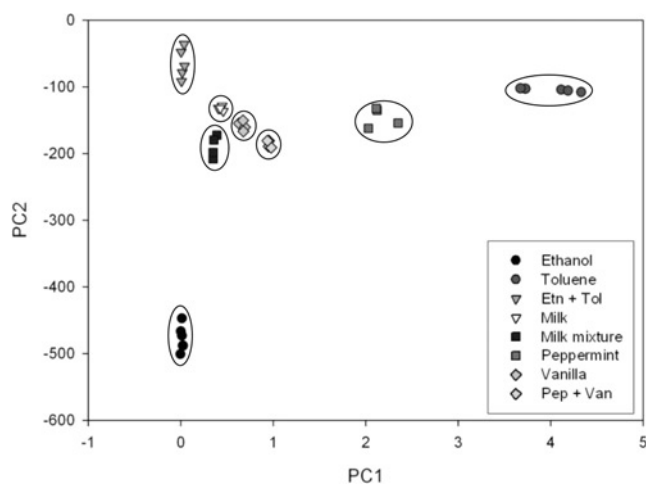 0
-100
-200
-300
-400
-500
-600
PC2
Ethanol
Toluene
Etn + Tol
Milk
Milk mixture
Peppermint
Vanilla
Pep + Van
-1 0 1 2 3 4 5
PC1